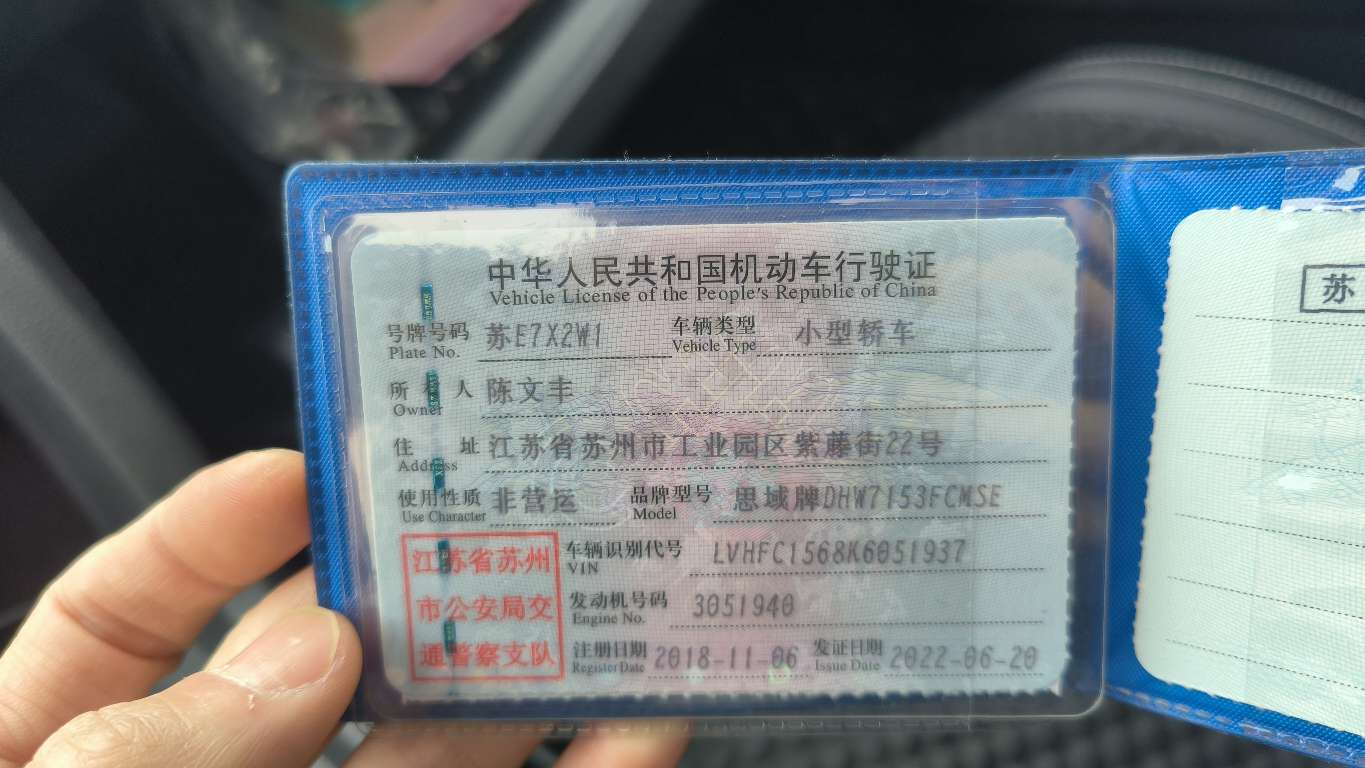 中华人民共和国机动车行驶证
Vehicle License of the People's Republic of China
号牌号码 苏E7X2W1 车辆类型 小型轿车
Plate No. Vehicle Type
所有人 陈文丰
Owner
住址 江苏省苏州市工业园区紫藤街22号
Address
使用性质 非营运 品牌型号 思域牌DHW7153FCMSE
Use Character Model
江苏省苏州 车辆识别代号 LVHFC1568K6051937
VIN
市公安局交 发动机号码 3051940
Engine No.
通警察支队 注册日期 2018-11-06 发证日期 2022-06-20
Register Date Issue Date
苏